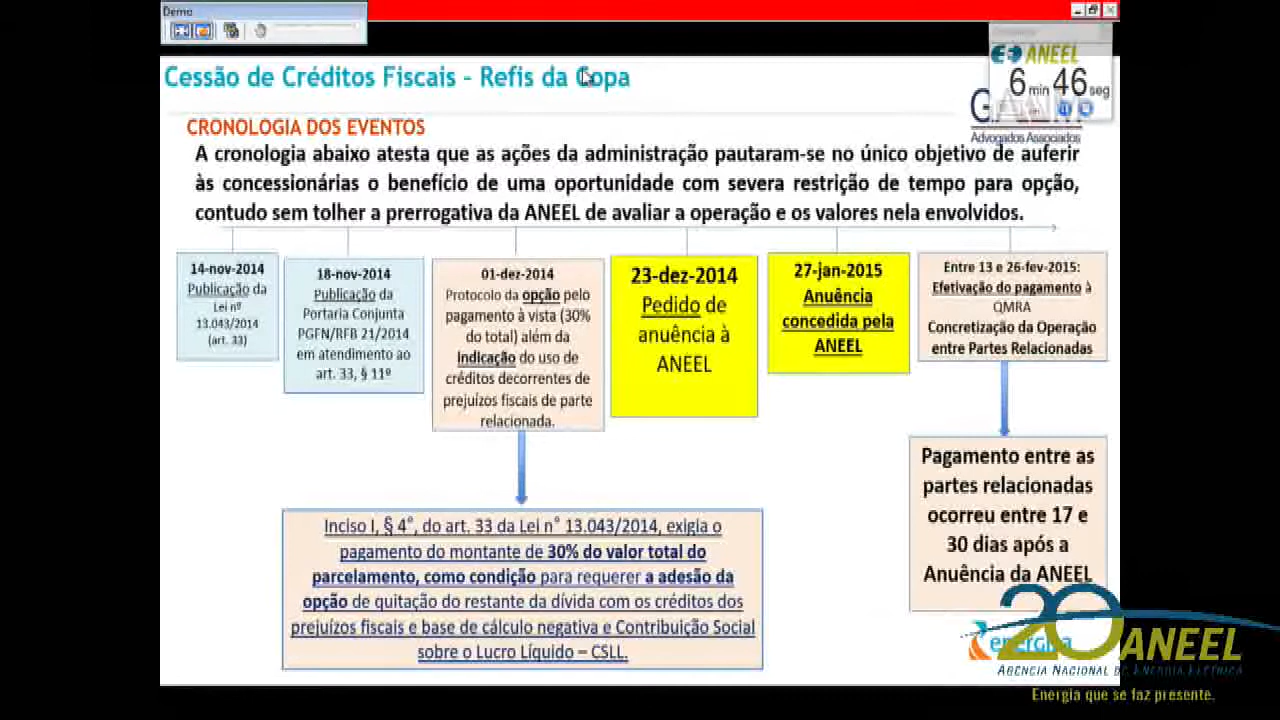 Demo
Cessão de Créditos Fiscais - Refis da Copa
ANEEL
6 min 46 seg
Advogados Associados
CRONOLOGIA DOS EVENTOS
A cronologia abaixo atesta que as ações da administração pautaram-se no único objetivo de auferir
às concessionárias o benefício de uma oportunidade com severa restrição de tempo para opção,
contudo sem tolher a prerrogativa da ANEEL de avaliar a operação e os valores nela envolvidos.
14-nov-2014
Publicação da
Lei nº
13.043/2014
(art. 33)
18-nov-2014
Publicação da
Portaria Conjunta
PGFN/RFB 21/2014
em atendimento ao
art. 33, § 11º
01-dez-2014
Protocolo da opção pelo
pagamento à vista (30%
do total) além da
indicação do uso de
créditos decorrentes de
prejuízos fiscais de parte
relacionada.
23-dez-2014
Pedido de
anuência à
ANEEL
27-jan-2015
Anuência
concedida pela
ANEEL
Entre 13 e 26-fev-2015:
Efetivação do pagamento à
QMRA
Concretização da Operação
entre Partes Relacionadas
Inciso I, § 4°, do art. 33 da Lei n° 13.043/2014, exigia o
pagamento do montante de 30% do valor total do
parcelamento, como condição para requerer a adesão da
opção de quitação do restante da dívida com os créditos dos
prejuízos fiscais e base de cálculo negativa e Contribuição Social
sobre o Lucro Líquido – CSLL.
Pagamento entre as
partes relacionadas
ocorreu entre 17 e
30 dias após a
Anuência da ANEEL
energisa
20 ANEEL
AGÊNCIA NACIONAL DE ENERGIA ELÉTRICA
Energia que se faz presente.